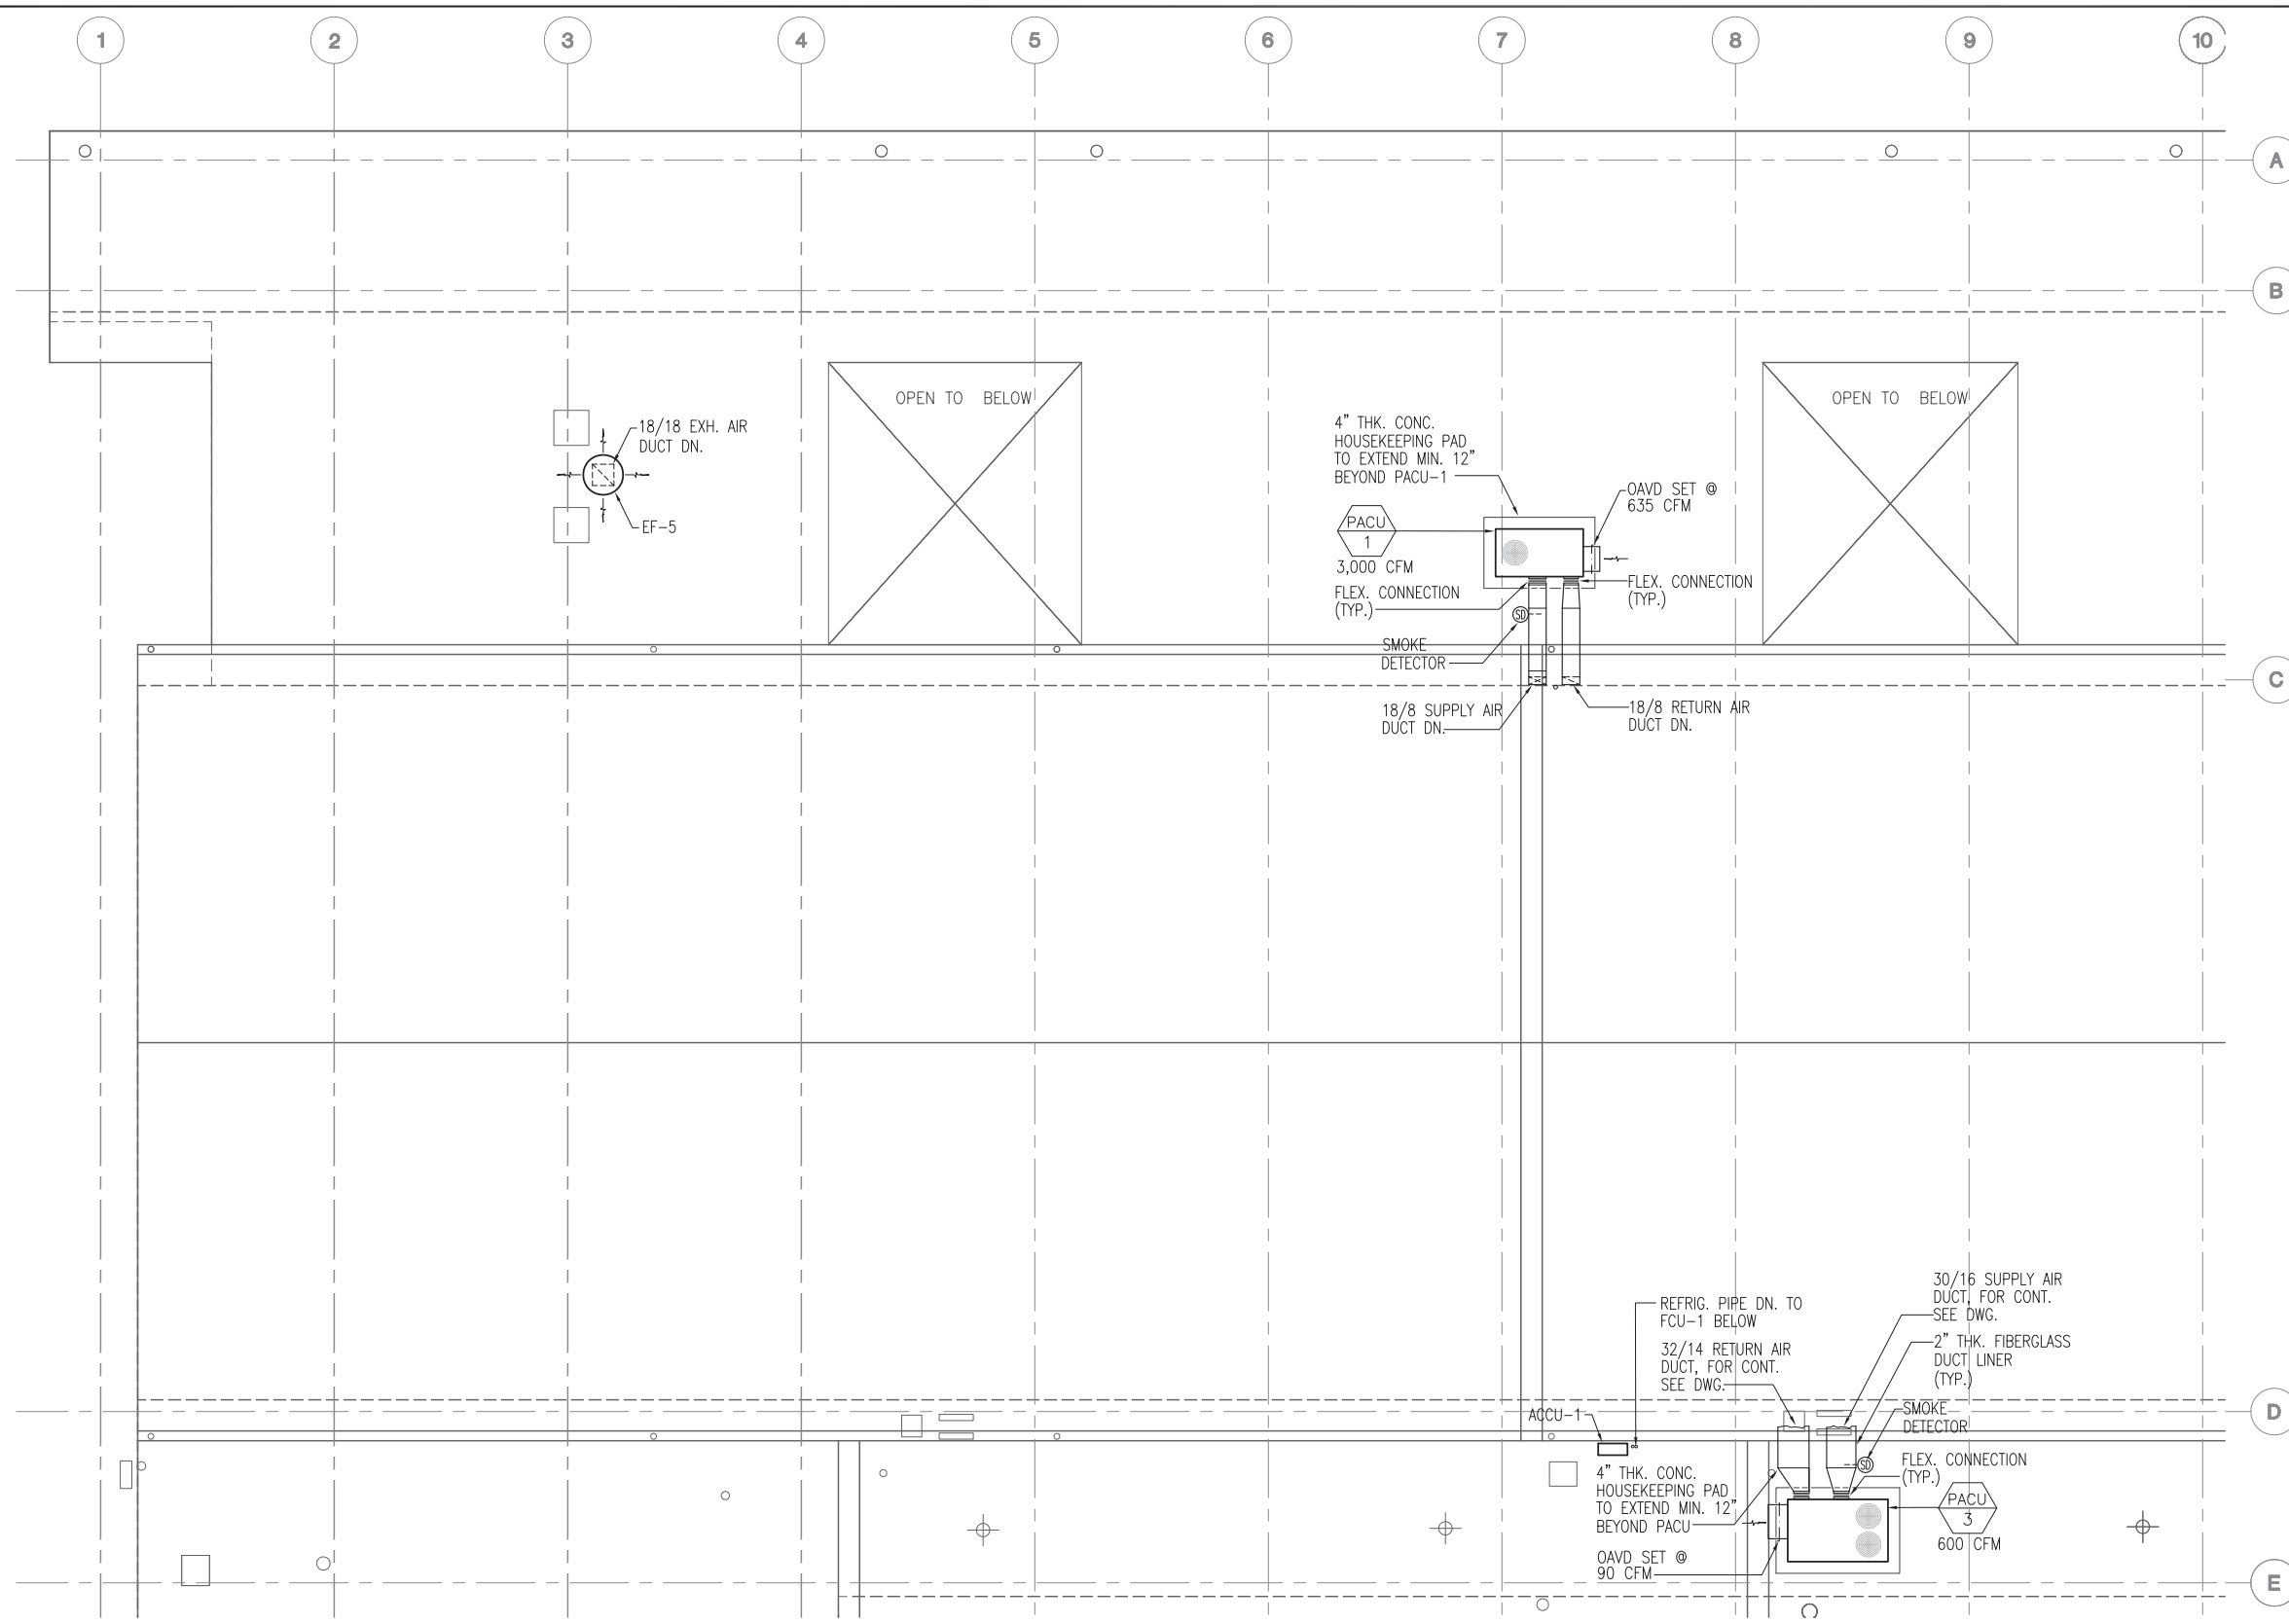 1 2 3 4 5 6 7 8 9 10
A
B
OPEN TO BELOW
OPEN TO BELOW
18/18 EXH. AIR
DUCT DN.
EF-5
4" THK. CONC.
HOUSEKEEPING PAD
TO EXTEND MIN. 12"
BEYOND PACU-1
OAVD SET @
635 CFM
PACU
1
3,000 CFM
FLEX. CONNECTION
(TYP.)
FLEX. CONNECTION
(TYP.)
SD
SMOKE
DETECTOR
C
18/8 SUPPLY AIR
DUCT DN.
18/8 RETURN AIR
DUCT DN.
30/16 SUPPLY AIR
DUCT, FOR CONT.
SEE DWG.
REFRIG. PIPE DN. TO
FCU-1 BELOW
2" THK. FIBERGLASS
DUCT LINER
(TYP.)
32/14 RETURN AIR
DUCT, FOR CONT.
SEE DWG.
ACCU-1
SMOKE
DETECTOR
D
SD
FLEX. CONNECTION
(TYP.)
4" THK. CONC.
HOUSEKEEPING PAD
TO EXTEND MIN. 12"
BEYOND PACU
PACU
3
600 CFM
OAVD SET @
90 CFM
E